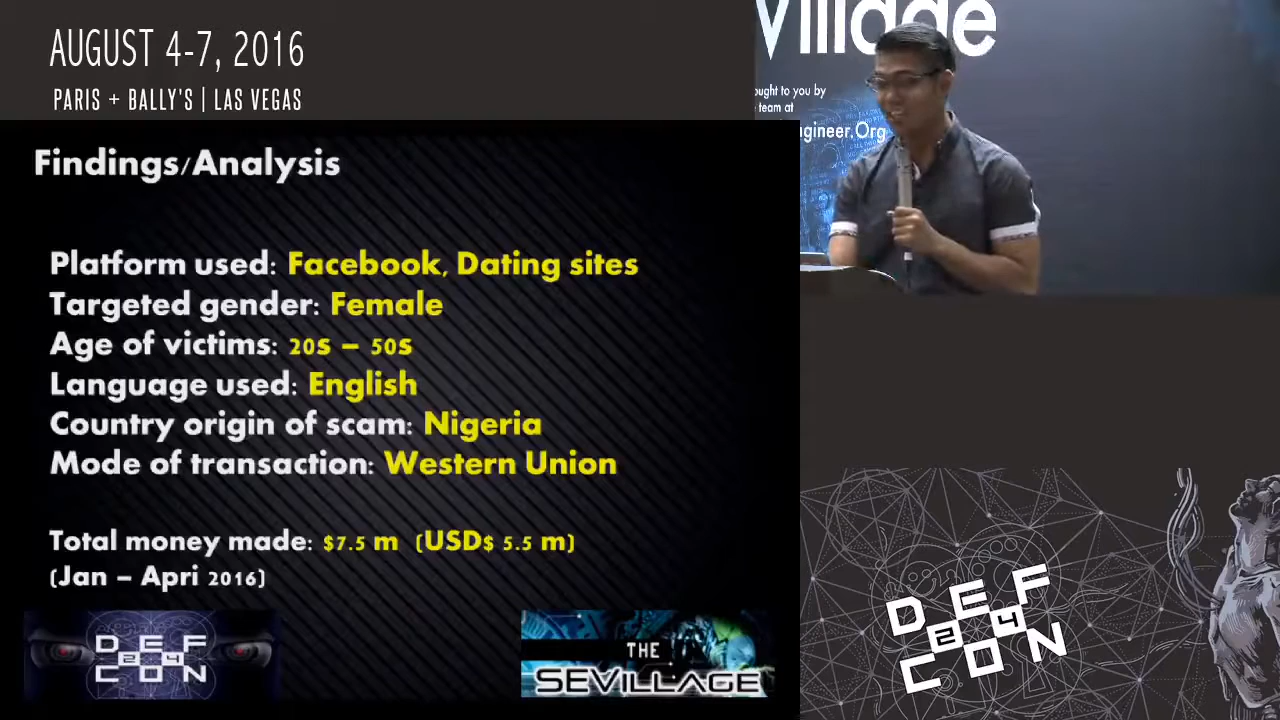 AUGUST 4-7, 2016
PARIS + BALLY'S | LAS VEGAS
Village
ought to you by
team at
ngineer.Org
Findings/Analysis
Platform used: Facebook, Dating sites
Targeted gender: Female
Age of victims: 20s – 50s
Language used: English
Country origin of scam: Nigeria
Mode of transaction: Western Union
Total money made: $7.5 m (USD$ 5.5 m)
(Jan – Apri 2016)
DEF
24
CON
THE
SEVILLAGE
DEF
24
CON